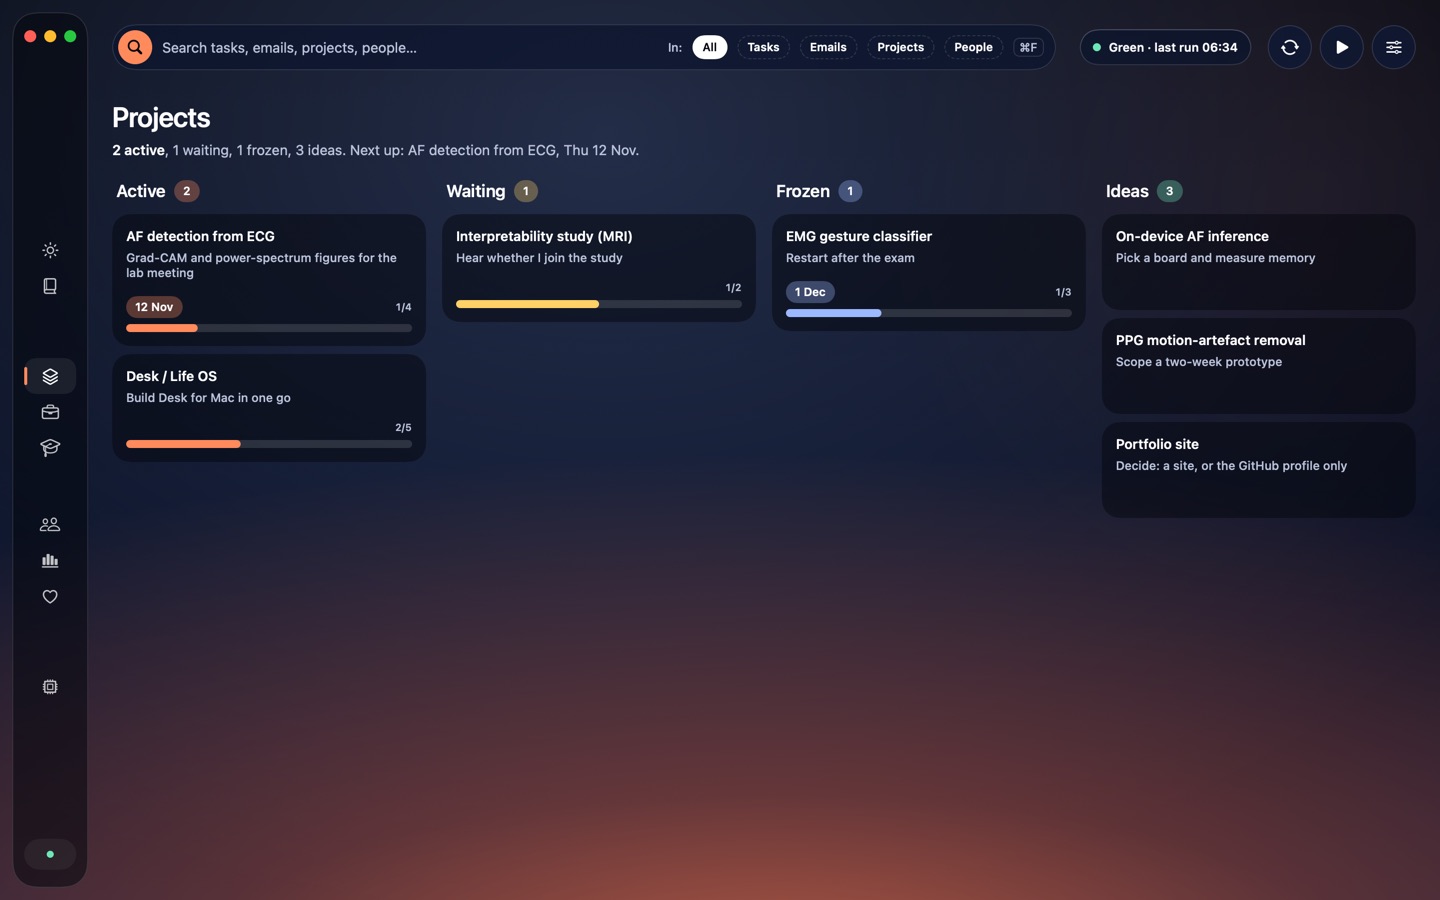 Search tasks, emails, projects, people...
In: All Tasks Emails Projects People ⌘F
Green · last run 06:34
Projects
2 active, 1 waiting, 1 frozen, 3 ideas. Next up: AF detection from ECG, Thu 12 Nov.
Active 2
AF detection from ECG
Grad-CAM and power-spectrum figures for the
lab meeting
12 Nov 1/4
Desk / Life OS
Build Desk for Mac in one go
2/5
Waiting 1
Interpretability study (MRI)
Hear whether I join the study
1/2
Frozen 1
EMG gesture classifier
Restart after the exam
1 Dec 1/3
Ideas 3
On-device AF inference
Pick a board and measure memory
PPG motion-artefact removal
Scope a two-week prototype
Portfolio site
Decide: a site, or the GitHub profile only